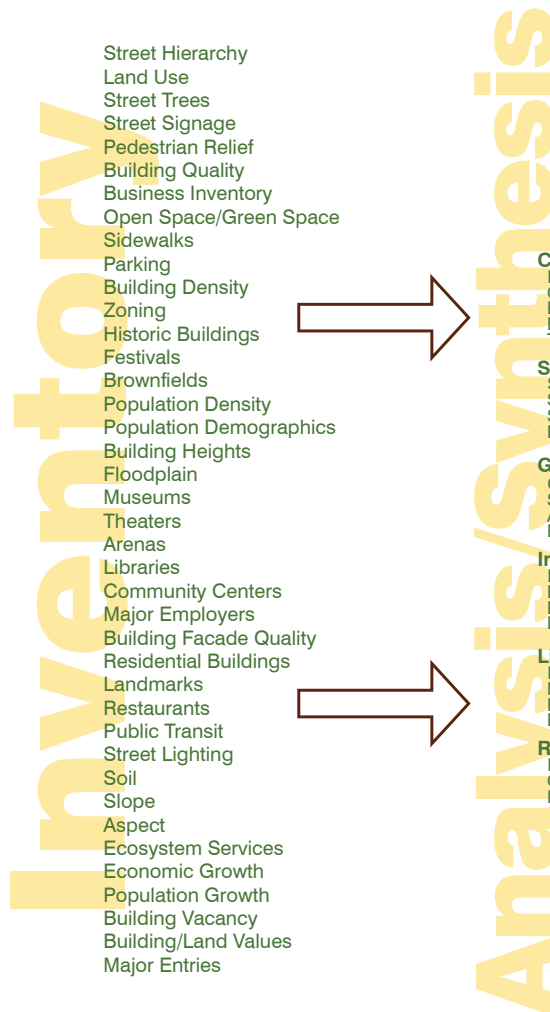 Inventory
Street Hierarchy
Land Use
Street Trees
Street Signage
Pedestrian Relief
Building Quality
Business Inventory
Open Space/Green Space
Sidewalks
Parking
Building Density
Zoning
Historic Buildings
Festivals
Brownfields
Population Density
Population Demographics
Building Heights
Floodplain
Museums
Theaters
Arenas
Libraries
Community Centers
Major Employers
Building Facade Quality
Residential Buildings
Landmarks
Restaurants
Public Transit
Street Lighting
Soil
Slope
Aspect
Ecosystem Services
Economic Growth
Population Growth
Building Vacancy
Building/Land Values
Major Entries
Analysis/Synthesis